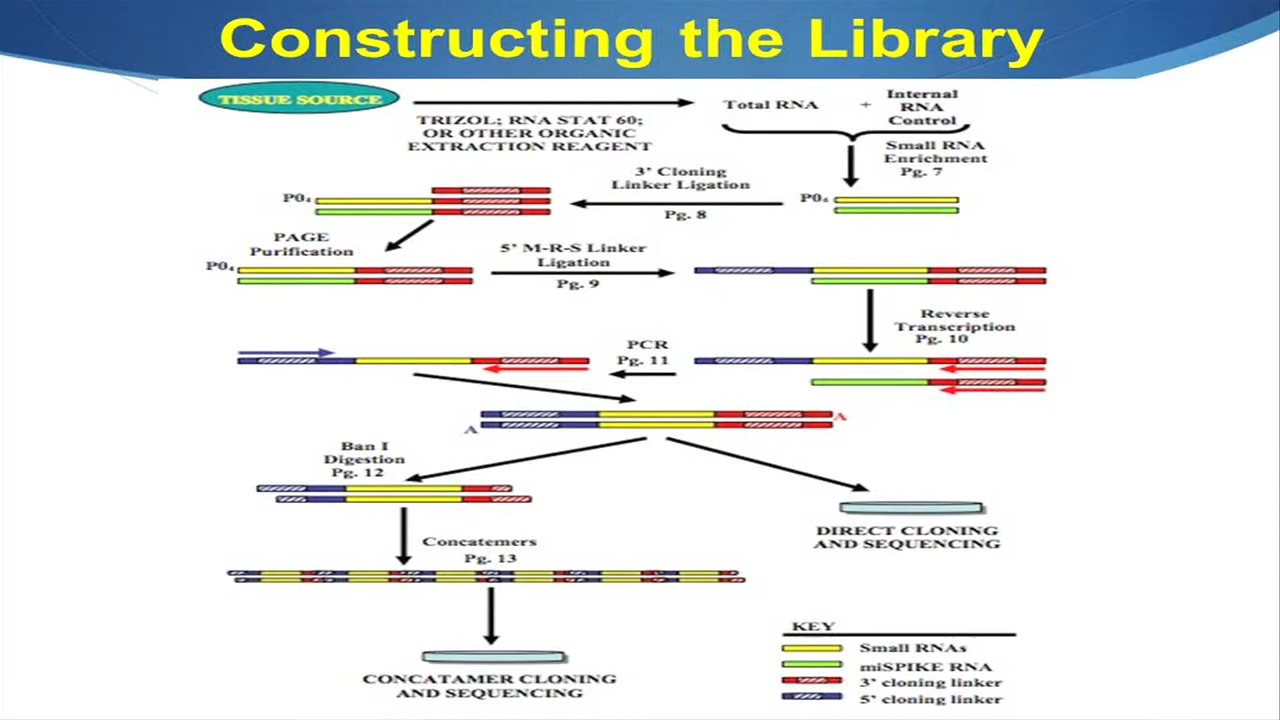 Constructing the Library
TISSUE SOURCE
TRIZOL; RNA STAT 60;
OR OTHER ORGANIC
EXTRACTION REAGENT
Total RNA +
Internal
RNA
Control
Small RNA
Enrichment
Pg. 7
PO₄
3' Cloning
Linker Ligation
Pg. 8
PO₄
PAGE
Purification
PO₄
5' M-R-S Linker
Ligation
Pg. 9
Reverse
Transcription
Pg. 10
PCR
Pg. 11
A
A
Ban I
Digestion
Pg. 12
DIRECT CLONING
AND SEQUENCING
Concatemers
Pg. 13
CONCATAMER CLONING
AND SEQUENCING
KEY
Small RNAs
miSPIKE RNA
3' cloning linker
5' cloning linker